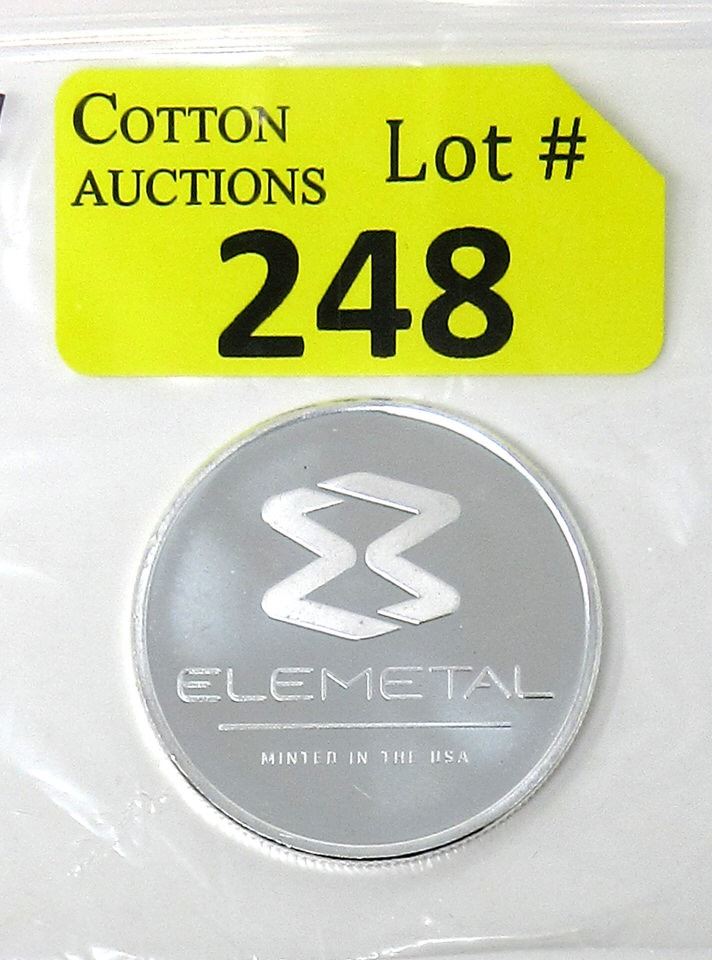 COTTON
AUCTIONS
Lot #
248
ELEMETAL
MINTED IN THE USA